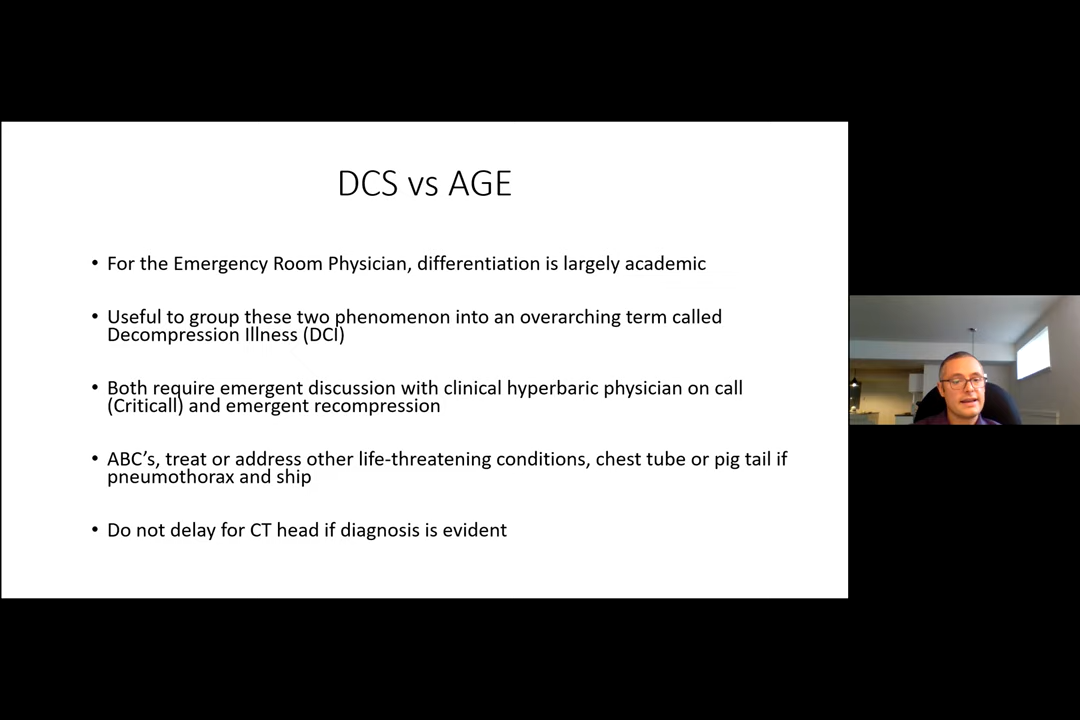 DCS vs AGE
• For the Emergency Room Physician, differentiation is largely academic
• Useful to group these two phenomenon into an overarching term called
Decompression Illness (DCI)
• Both require emergent discussion with clinical hyperbaric physician on call
(Criticall) and emergent recompression
• ABC’s, treat or address other life-threatening conditions, chest tube or pig tail if
pneumothorax and ship
• Do not delay for CT head if diagnosis is evident